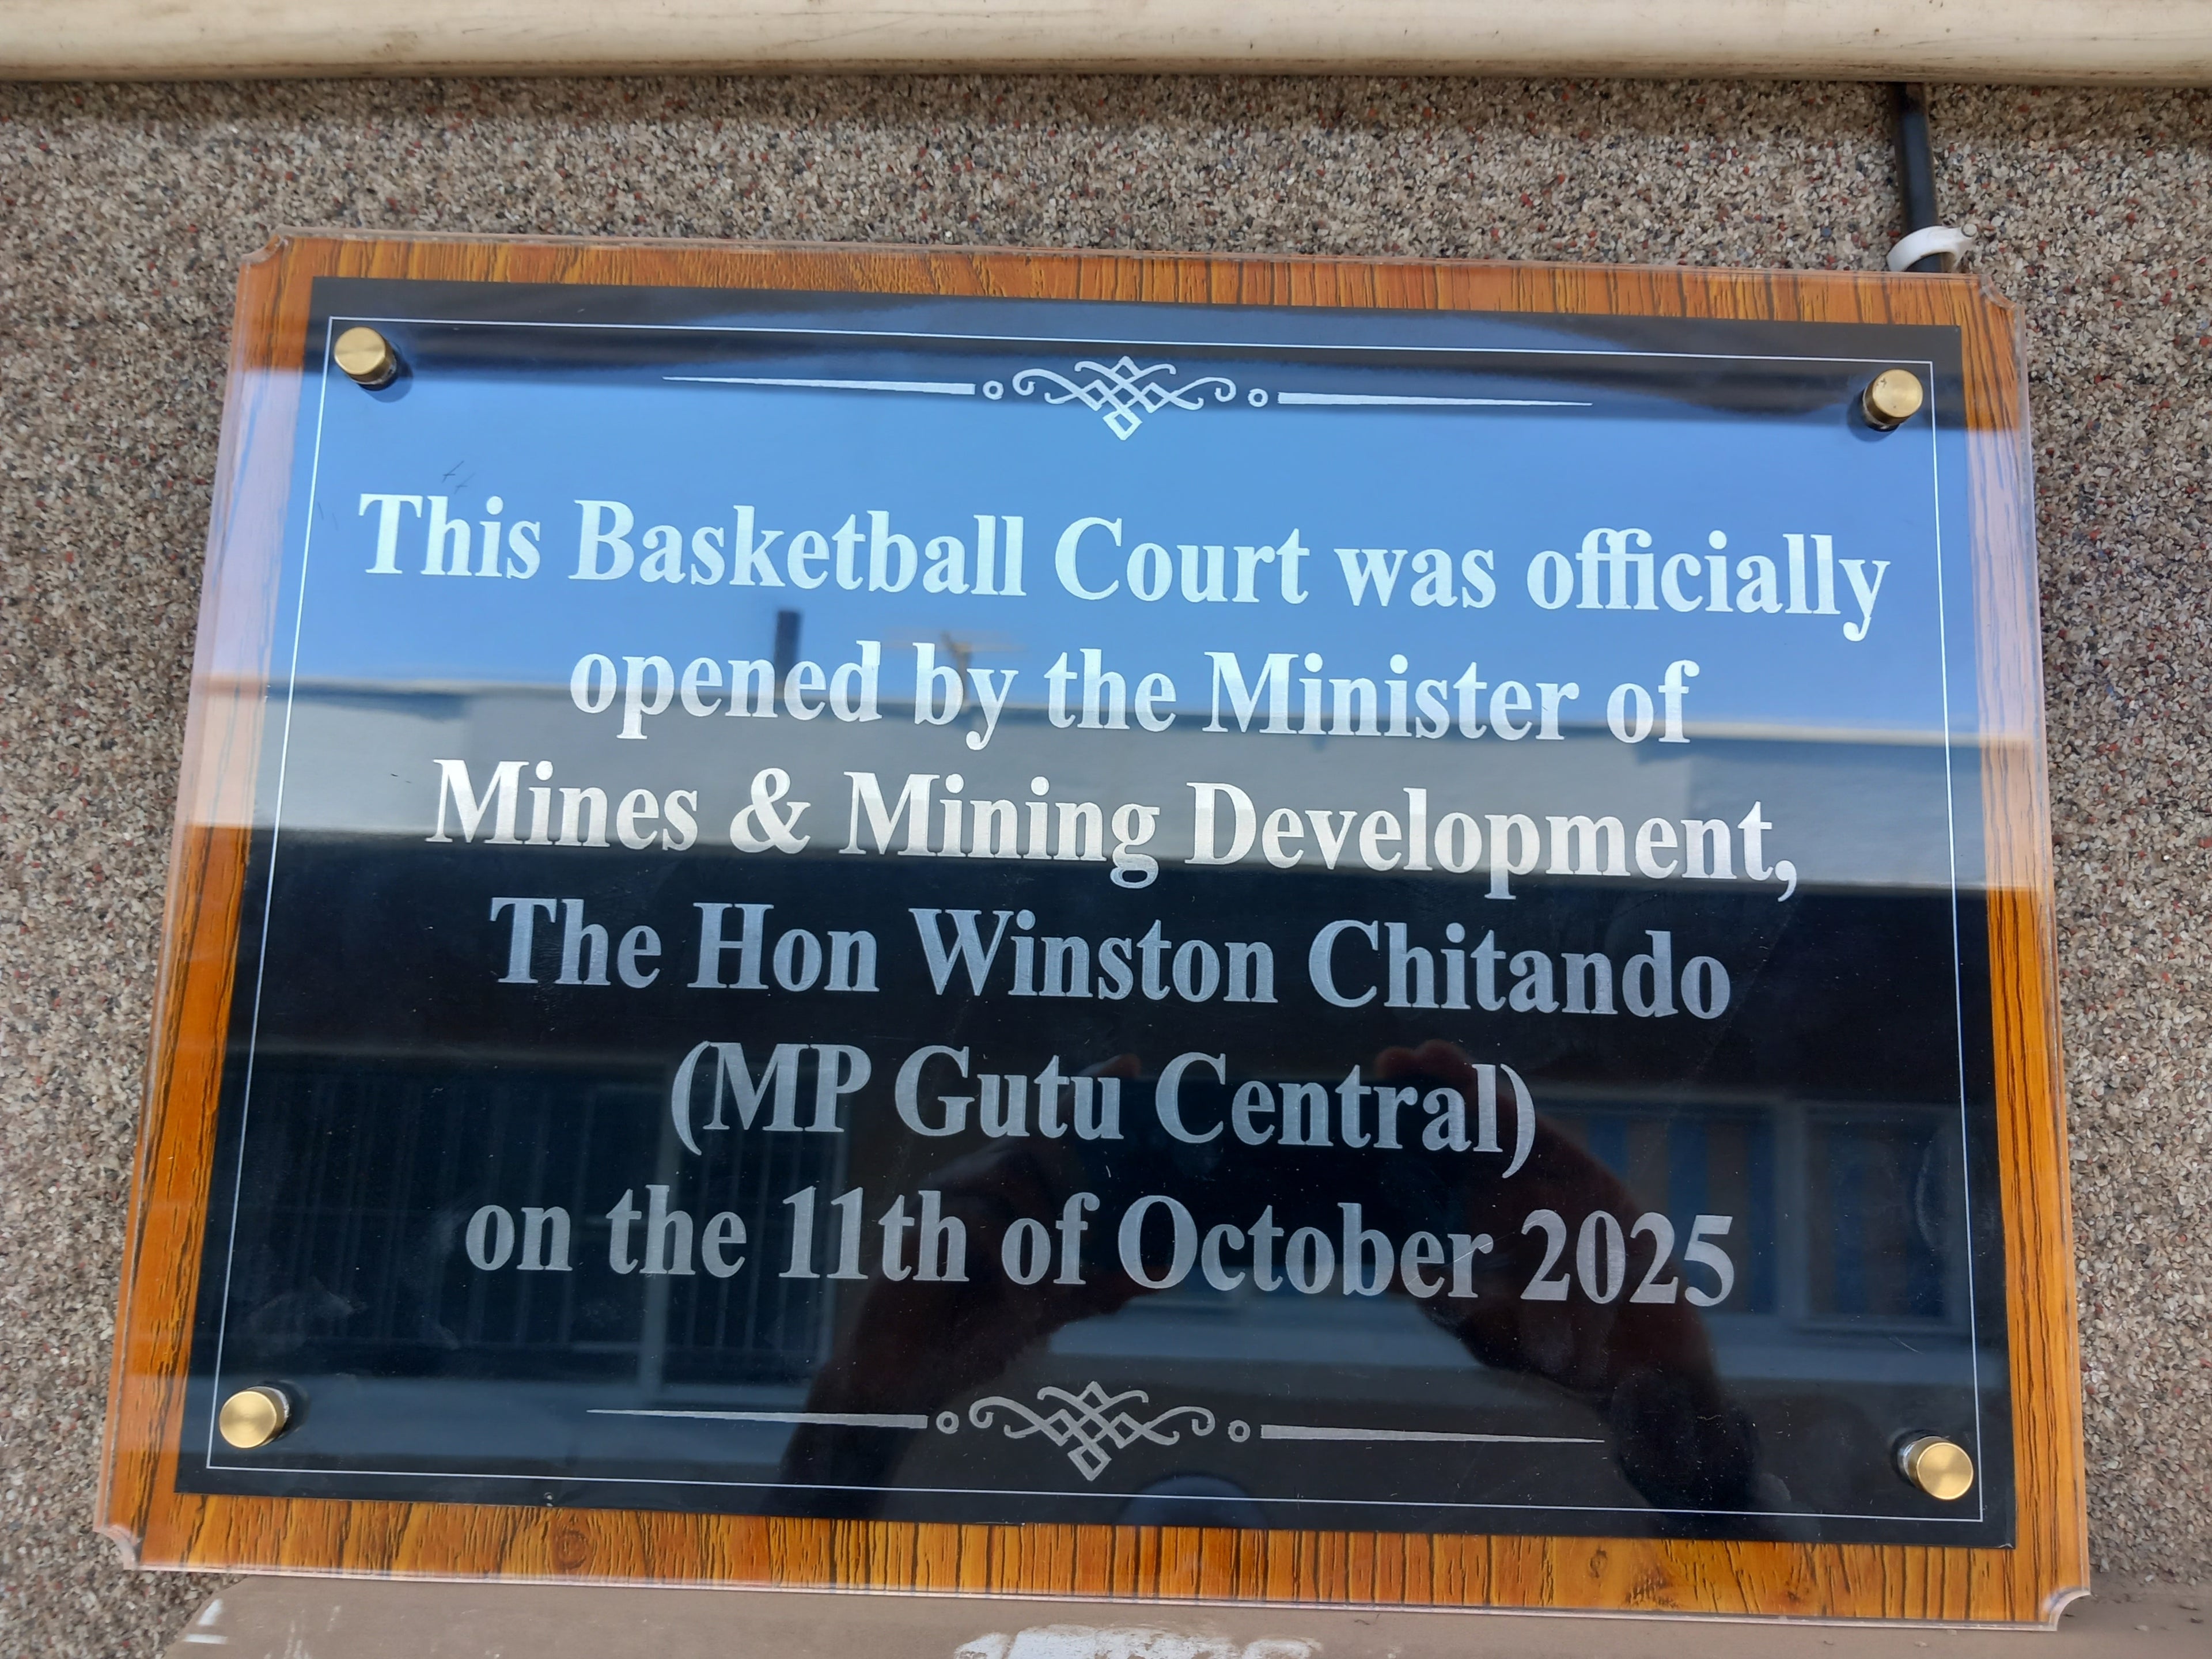 This Basketball Court was officially
opened by the Minister of
Mines & Mining Development,
The Hon Winston Chitando
(MP Gutu Central)
on the 11th of October 2025